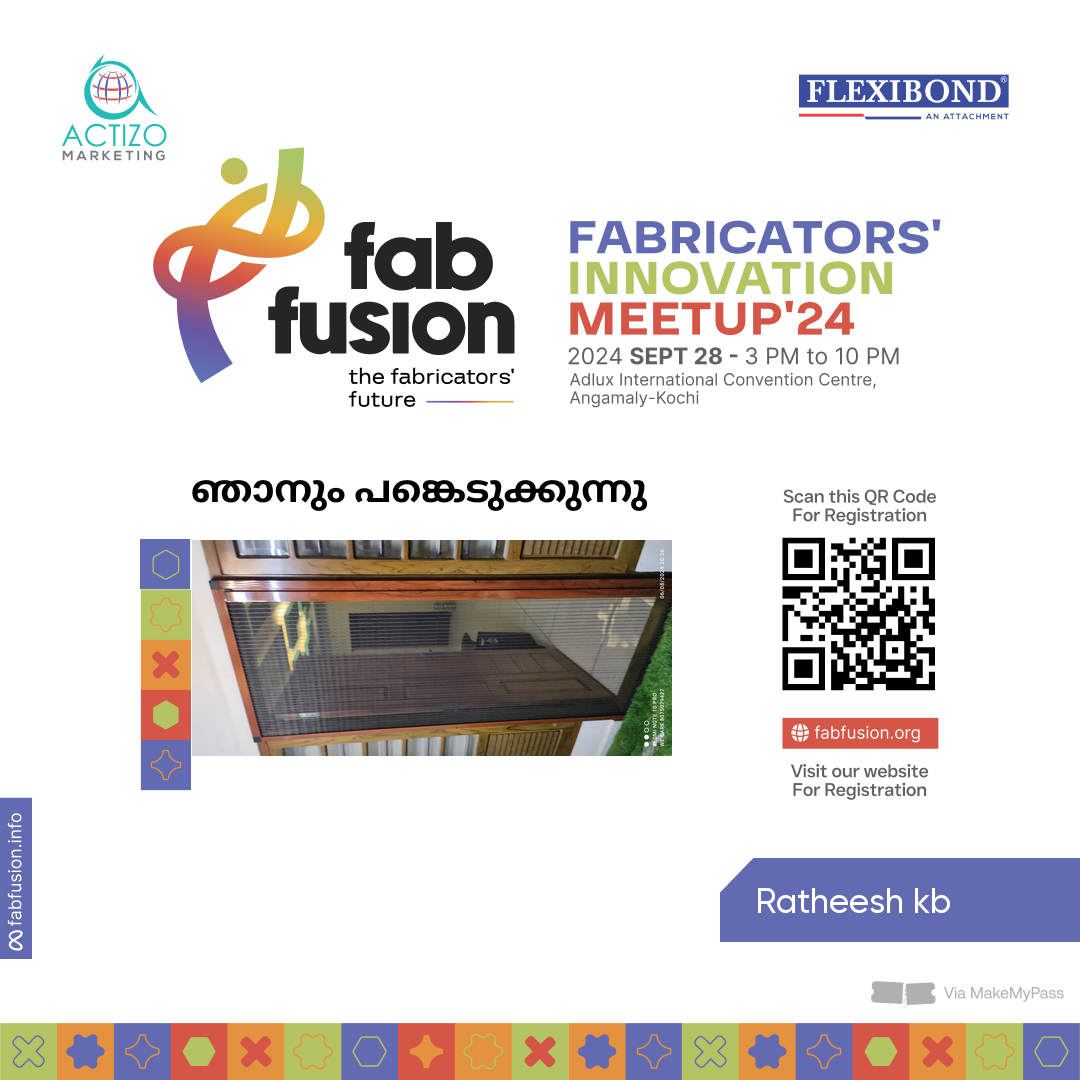 ACTIZO
MARKETING
FLEXIBOND®
AN ATTACHMENT
fab
fusion
the fabricators'
future
FABRICATORS'
INNOVATION
MEETUP'24
2024 SEPT 28 - 3 PM to 10 PM
Adlux International Convention Centre,
Angamaly-Kochi
ഞാനും പങ്കെടുക്കുന്നു
Scan this QR Code
For Registration
fabfusion.org
Visit our website
For Registration
fabfusion.info
Ratheesh kb
Via MakeMyPass